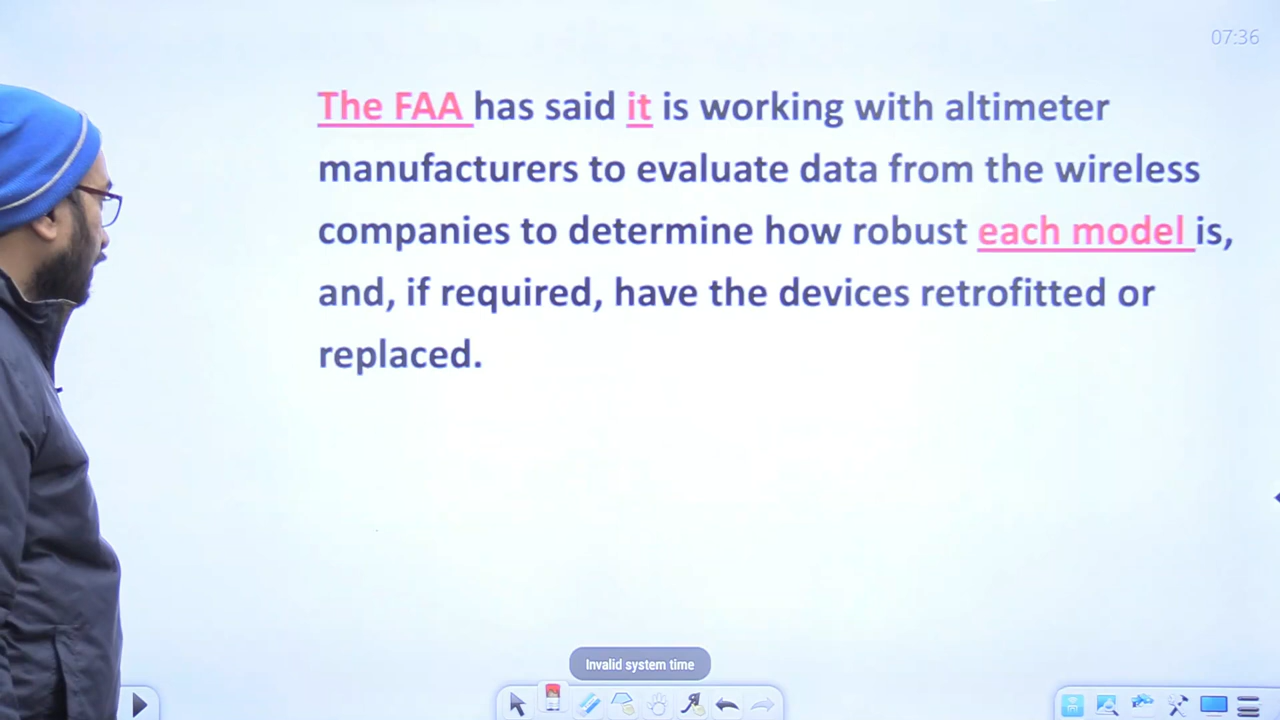 07:36
The FAA has said it is working with altimeter
manufacturers to evaluate data from the wireless
companies to determine how robust each model is,
and, if required, have the devices retrofitted or
replaced.
Invalid system time